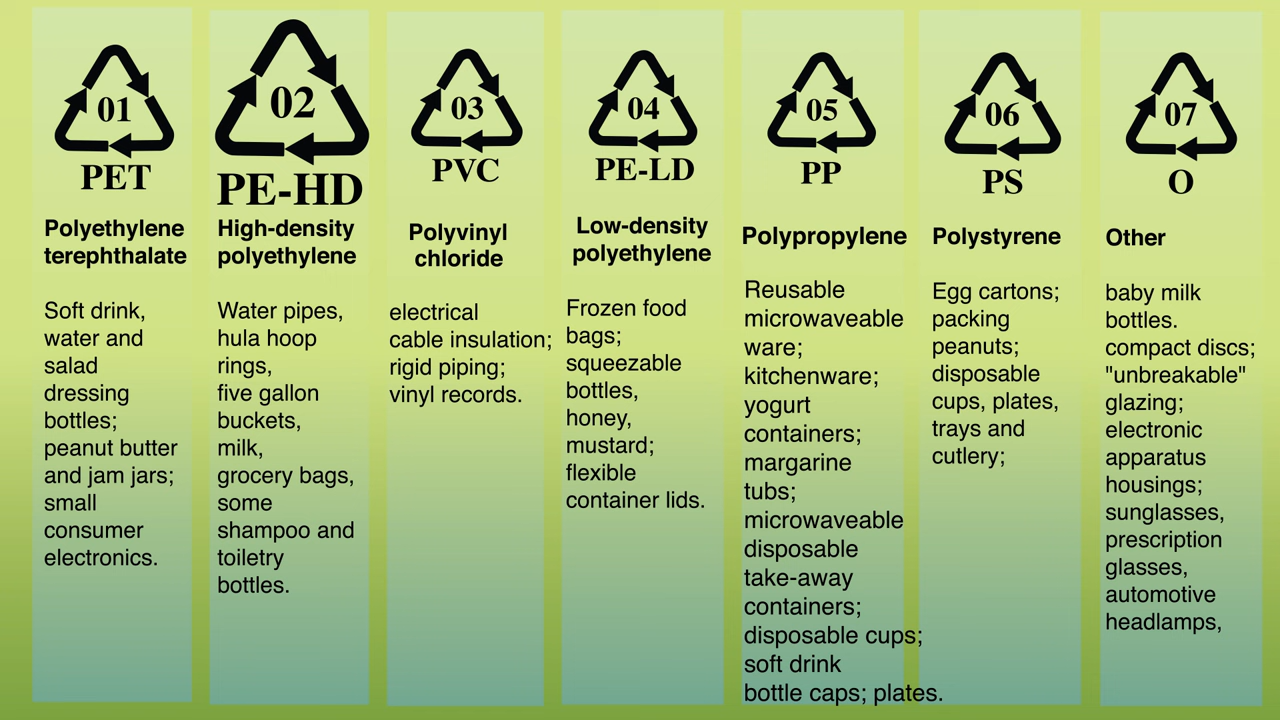 01
PET
Polyethylene
terephthalate
Soft drink,
water and
salad
dressing
bottles;
peanut butter
and jam jars;
small
consumer
electronics.
02
PE-HD
High-density
polyethylene
Water pipes,
hula hoop
rings,
five gallon
buckets,
milk,
grocery bags,
some
shampoo and
toiletry
bottles.
03
PVC
Polyvinyl
chloride
electrical
cable insulation;
rigid piping;
vinyl records.
04
PE-LD
Low-density
polyethylene
Frozen food
bags;
squeezable
bottles,
honey,
mustard;
flexible
container lids.
05
PP
Polypropylene
Reusable
microwaveable
ware;
kitchenware;
yogurt
containers;
margarine
tubs;
microwaveable
disposable
take-away
containers;
disposable cups;
soft drink
bottle caps; plates.
06
PS
Polystyrene
Egg cartons;
packing
peanuts;
disposable
cups, plates,
trays and
cutlery;
07
O
Other
baby milk
bottles.
compact discs;
"unbreakable"
glazing;
electronic
apparatus
housings;
sunglasses,
prescription
glasses,
automotive
headlamps,